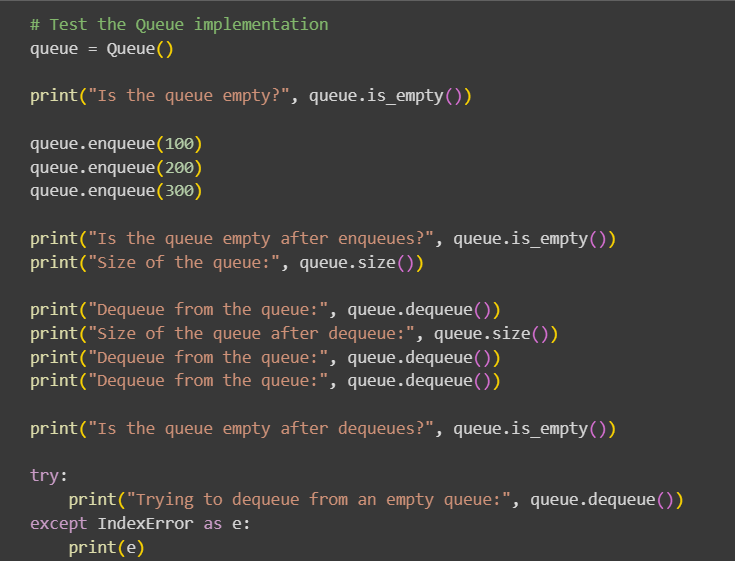 # Test the Queue implementation
queue = Queue()
print("Is the queue empty?", queue.is_empty())
queue.enqueue(100)
queue.enqueue(200)
queue.enqueue(300)
print("Is the queue empty after enqueues?", queue.is_empty())
print("Size of the queue:", queue.size())
print("Dequeue from the queue:", queue.dequeue())
print("Size of the queue after dequeue:", queue.size())
print("Dequeue from the queue:", queue.dequeue())
print("Dequeue from the queue:", queue.dequeue())
print("Is the queue empty after dequeues?", queue.is_empty())
try:
    print("Trying to dequeue from an empty queue:", queue.dequeue())
except IndexError as e:
    print(e)